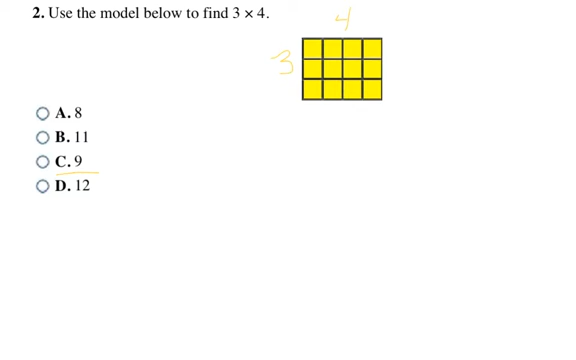 2. Use the model below to find 3 × 4.
4
3
A. 8
B. 11
C. 9
D. 12